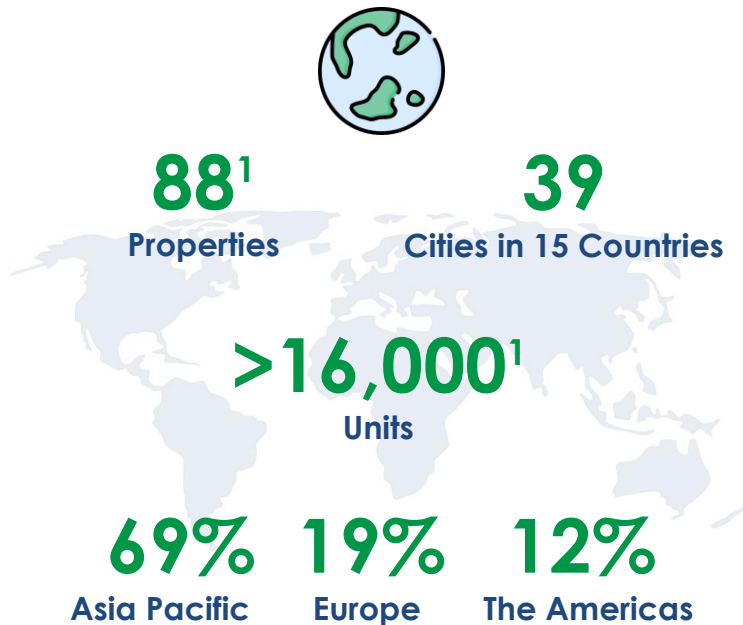 88¹ 39
Properties Cities in 15 Countries
>16,000¹
Units
69% 19% 12%
Asia Pacific Europe The Americas